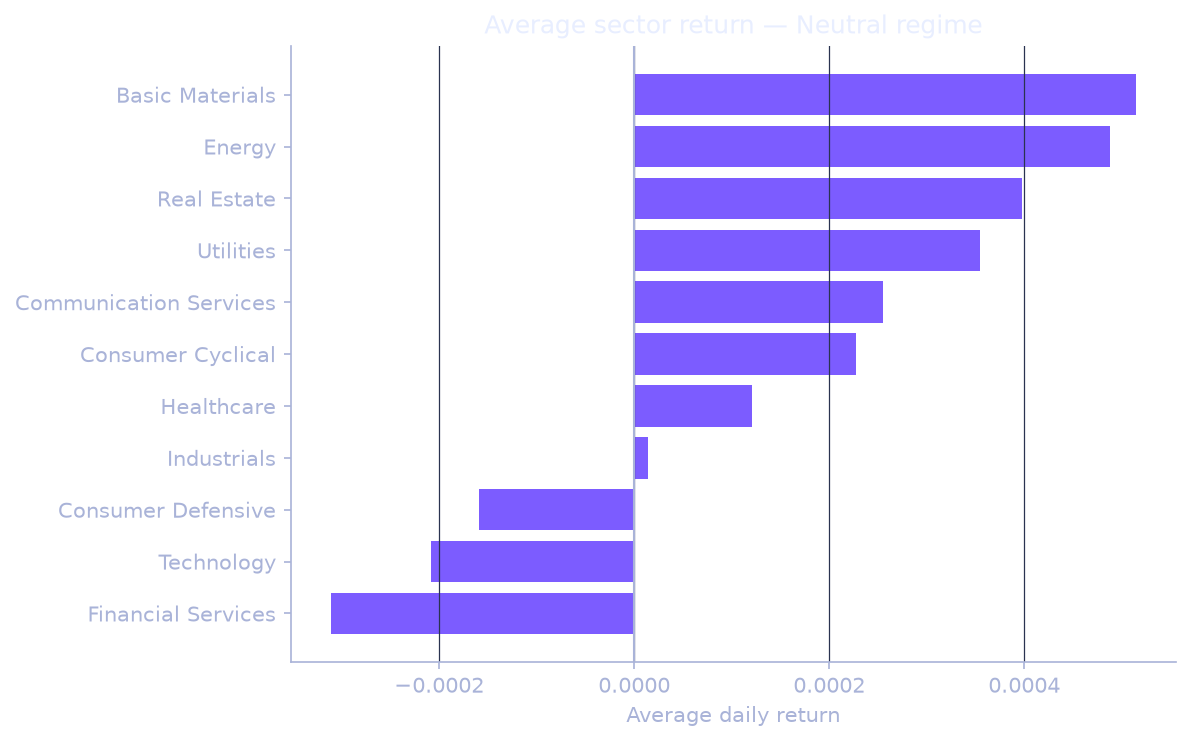 Average sector return — Neutral regime
Basic Materials
Energy
Real Estate
Utilities
Communication Services
Consumer Cyclical
Healthcare
Industrials
Consumer Defensive
Technology
Financial Services
−0.0002 0.0000 0.0002 0.0004
Average daily return